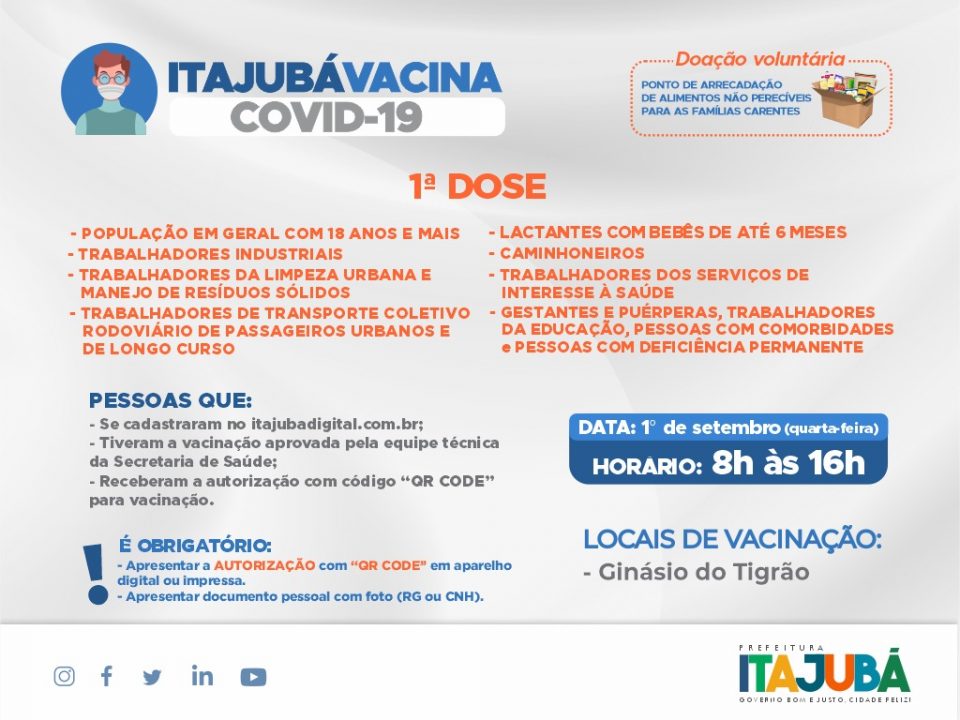 ITAJUBÁVACINA
COVID-19
Doação voluntária
PONTO DE ARRECADAÇÃO
DE ALIMENTOS NÃO PERECÍVEIS
PARA AS FAMÍLIAS CARENTES
1ª DOSE
- POPULAÇÃO EM GERAL COM 18 ANOS E MAIS
- TRABALHADORES INDUSTRIAIS
- TRABALHADORES DA LIMPEZA URBANA E
MANEJO DE RESÍDUOS SÓLIDOS
- TRABALHADORES DE TRANSPORTE COLETIVO
RODOVIÁRIO DE PASSAGEIROS URBANOS E
DE LONGO CURSO
- LACTANTES COM BEBÊS DE ATÉ 6 MESES
- CAMINHONEIROS
- TRABALHADORES DOS SERVIÇOS DE
INTERESSE À SAÚDE
- GESTANTES E PUÉRPERAS, TRABALHADORES
DA EDUCAÇÃO, PESSOAS COM COMORBIDADES
e PESSOAS COM DEFICIÊNCIA PERMANENTE
PESSOAS QUE:
- Se cadastraram no itajubadigital.com.br;
- Tiveram a vacinação aprovada pela equipe técnica
da Secretaria de Saúde;
- Receberam a autorização com código “QR CODE”
para vacinação.
! É OBRIGATÓRIO:
- Apresentar a AUTORIZAÇÃO com “QR CODE” em aparelho
digital ou impressa.
- Apresentar documento pessoal com foto (RG ou CNH).
DATA: 1° de setembro (quarta-feira)
HORÁRIO: 8h às 16h
LOCAIS DE VACINAÇÃO:
- Ginásio do Tigrão
PREFEITURA
ITAJUBÁ
GOVERNO BOM E JUSTO, CIDADE FELIZ!